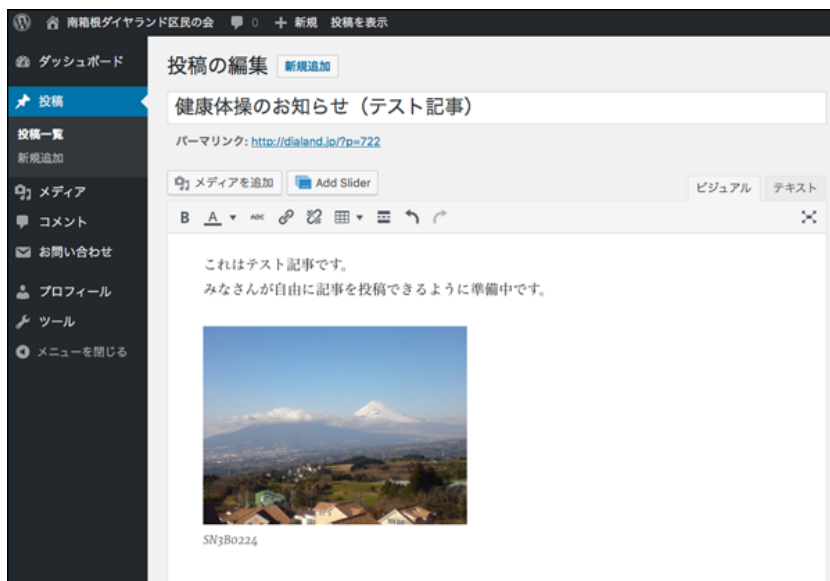 南箱根ダイヤランド区民の会 0 + 新規 投稿を表示
ダッシュボード
投稿
投稿一覧
新規追加
メディア
コメント
お問い合わせ
プロフィール
ツール
メニューを閉じる
投稿の編集 新規追加
健康体操のお知らせ（テスト記事）
パーマリンク: http://dialand.jp/?p=722
メディアを追加 Add Slider
ビジュアル テキスト
B A ABC
これはテスト記事です。
みなさんが自由に記事を投稿できるように準備中です。
SN3B0224